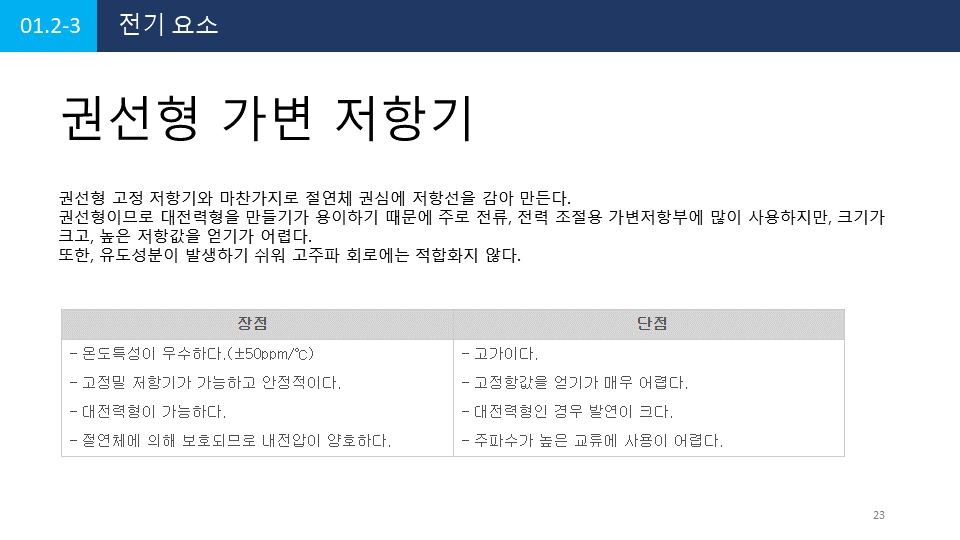 01.2-3
전기 요소
권선형 가변 저항기
권선형 고정 저항기와 마찬가지로 절연체 권심에 저항선을 감아 만든다.
권선형이므로 대전력형을 만들기가 용이하기 때문에 주로 전류, 전력 조절용 가변저항부에 많이 사용하지만, 크기가
크고, 높은 저항값을 얻기가 어렵다.
또한, 유도성분이 발생하기 쉬워 고주파 회로에는 적합화지 않다.
장점
단점
- 온도특성이 우수하다.(±50ppm/℃)
- 고가이다.
- 고정밀 저항기가 가능하고 안정적이다.
- 고정항값을 얻기가 매우 어렵다.
- 대전력형이 가능하다.
- 대전력형인 경우 발연이 크다.
- 절연체에 의해 보호되므로 내전압이 양호하다.
- 주파수가 높은 교류에 사용이 어렵다.
23